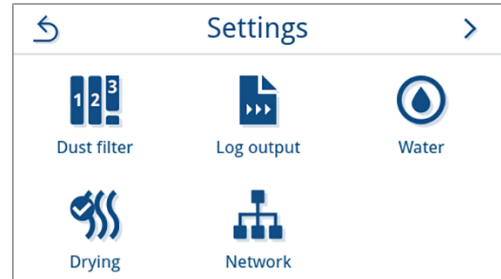 Settings
1 2 3
Dust filter
Log output
Water
Drying
Network